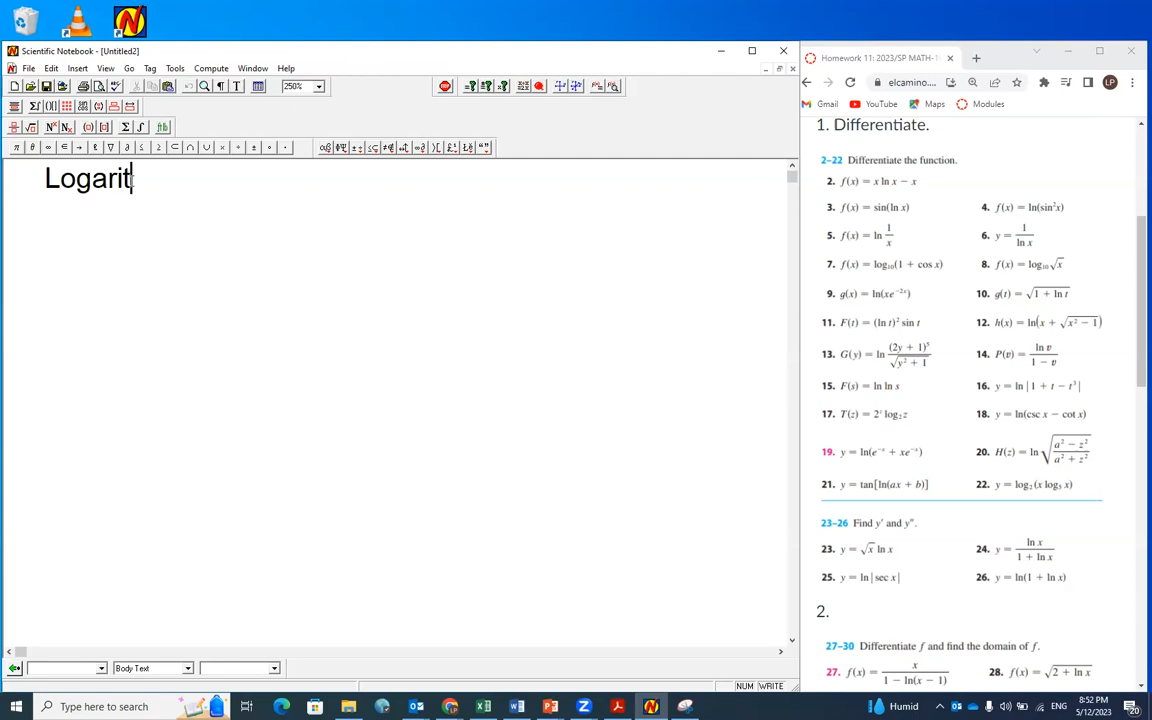 Scientific Notebook - [Untitled2]
File Edit Insert View Go Tag Tools Compute Window Help
250%
Logarit
Body Text
NUM WRITE
Homework 11: 2023/SP MATH-1
elcamino....
LP
Gmail YouTube Maps Modules
1. Differentiate.
2–22 Differentiate the function.
2. f(x) = x ln x − x
3. f(x) = sin(ln x)
4. f(x) = ln(sin²x)
5. f(x) = ln 1/x
6. y = 1/ln x
7. f(x) = log₁₀(1 + cos x)
8. f(x) = log₁₀√x
9. g(x) = ln(xe⁻²ˣ)
10. g(t) = √(1 + ln t)
11. F(t) = (ln t)² sin t
12. h(x) = ln(x + √(x² − 1))
13. G(y) = ln (2y + 1)⁵/√(y² + 1)
14. P(v) = ln v/(1 − v)
15. F(s) = ln ln s
16. y = ln |1 + t − t³|
17. T(z) = 2ᶻ log₂z
18. y = ln(csc x − cot x)
19. y = ln(e⁻ˣ + xe⁻ˣ)
20. H(z) = ln √((a² − z²)/(a² + z²))
21. y = tan[ln(ax + b)]
22. y = log₂(x log₅ x)
23–26 Find y′ and y″.
23. y = √x ln x
24. y = ln x/(1 + ln x)
25. y = ln |sec x|
26. y = ln(1 + ln x)
2.
27–30 Differentiate f and find the domain of f.
27. f(x) = x/(1 − ln(x − 1))
28. f(x) = √(2 + ln x)
Type here to search
Humid
ENG
8:52 PM
5/12/2023
20